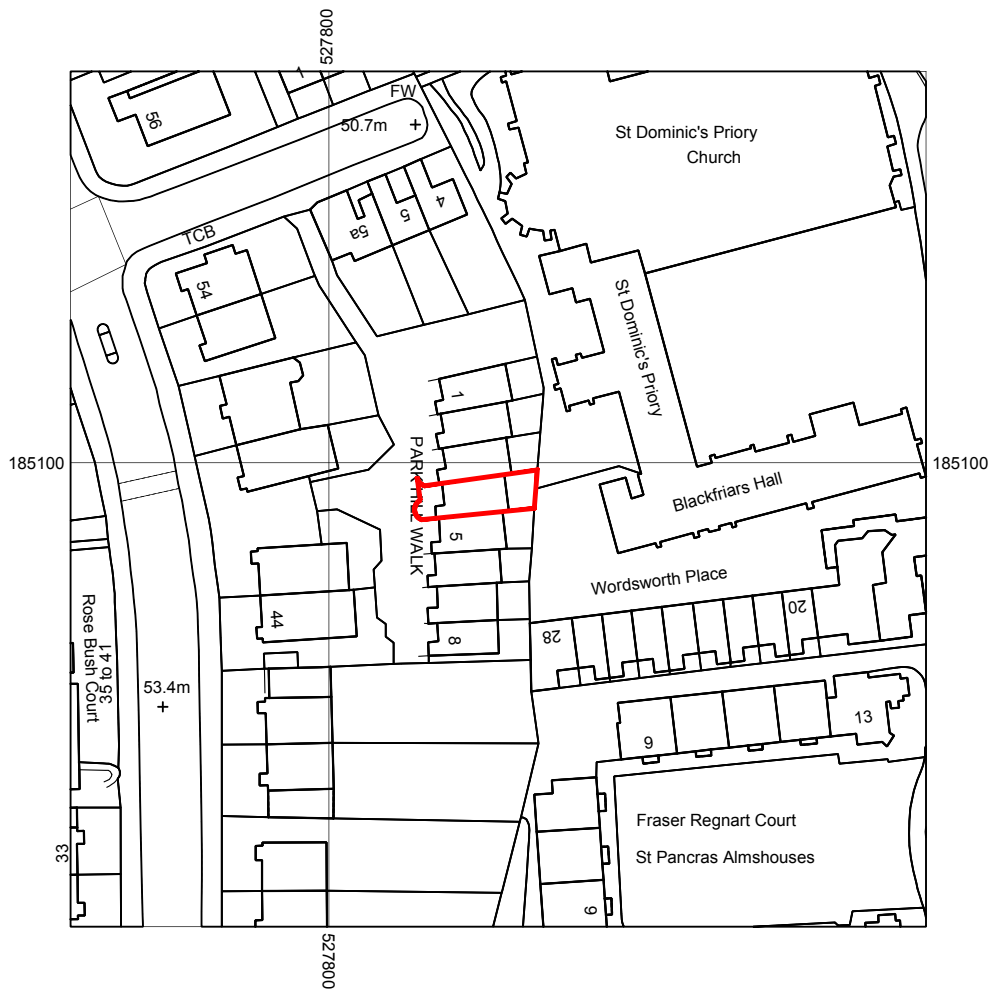 527800
1
FW
56
50.7m
St Dominic's Priory
Church
4
5
5a
TCB
54
St Dominic's Priory
1
185100
185100
PARK HILL WALK
Blackfriars Hall
5
Wordsworth Place
20
28
44
8
Rose Bush Court
35 to 41
53.4m
13
9
Fraser Regnart Court
St Pancras Almshouses
33
9
527800